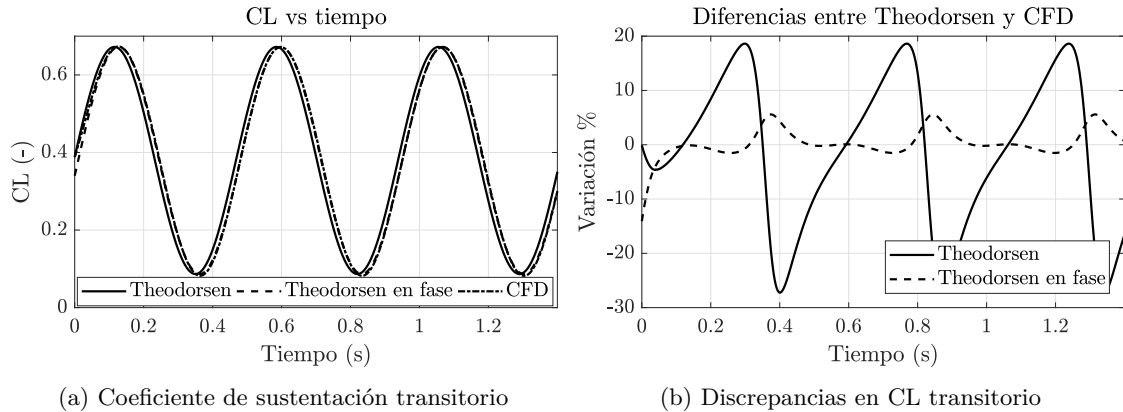 CL vs tiempo
CL (-)
0.6
0.4
0.2
0
0 0.2 0.4 0.6 0.8 1 1.2
Theodorsen Theodorsen en fase CFD
Tiempo (s)
(a) Coeficiente de sustentación transitorio
Diferencias entre Theodorsen y CFD
Variación %
20
10
0
-10
-20
-30
0 0.2 0.4 0.6 0.8 1 1.2
Theodorsen
Theodorsen en fase
Tiempo (s)
(b) Discrepancias en CL transitorio